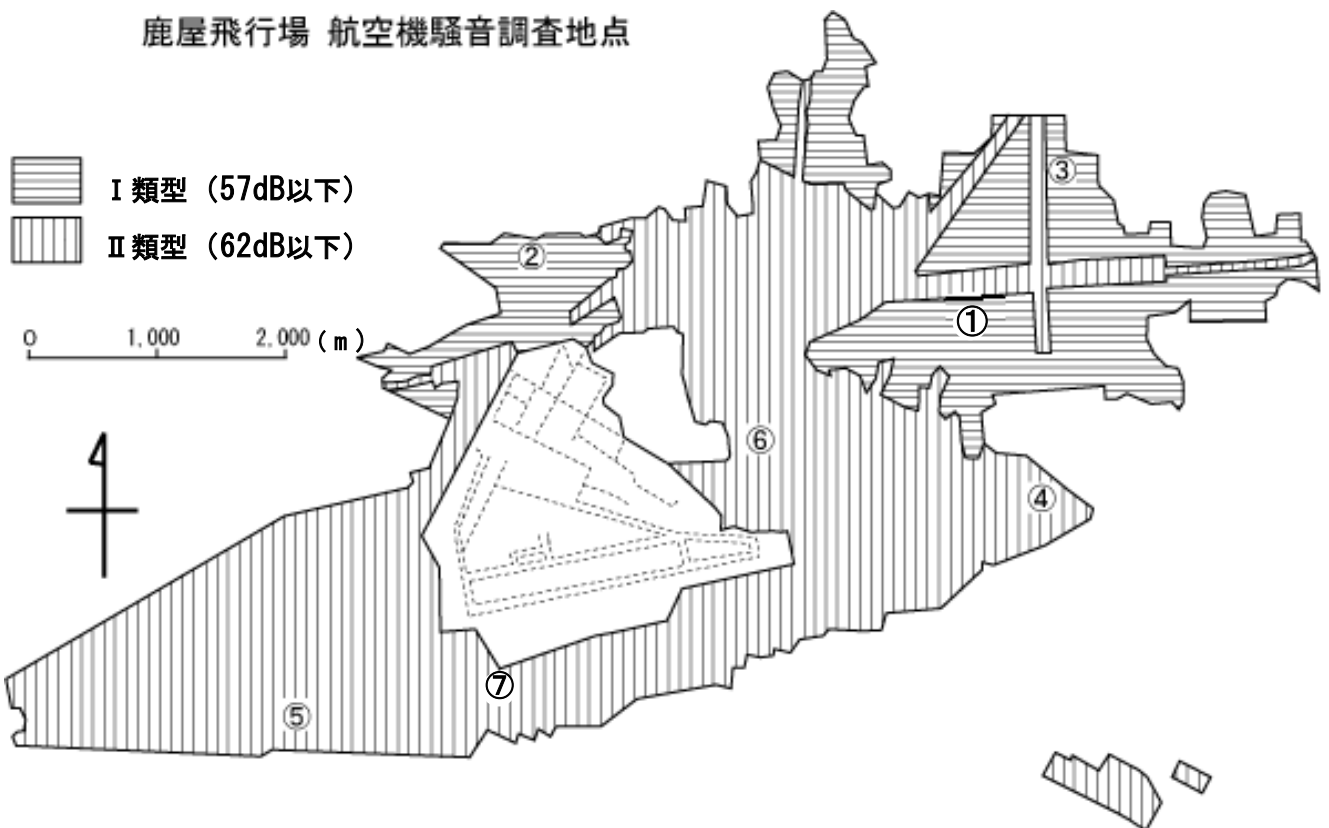 鹿屋飛行場 航空機騒音調査地点
Ⅰ類型（57dB以下）
Ⅱ類型（62dB以下）
0 1,000 2,000 (m)
③
②
①
⑥
④
⑦
⑤